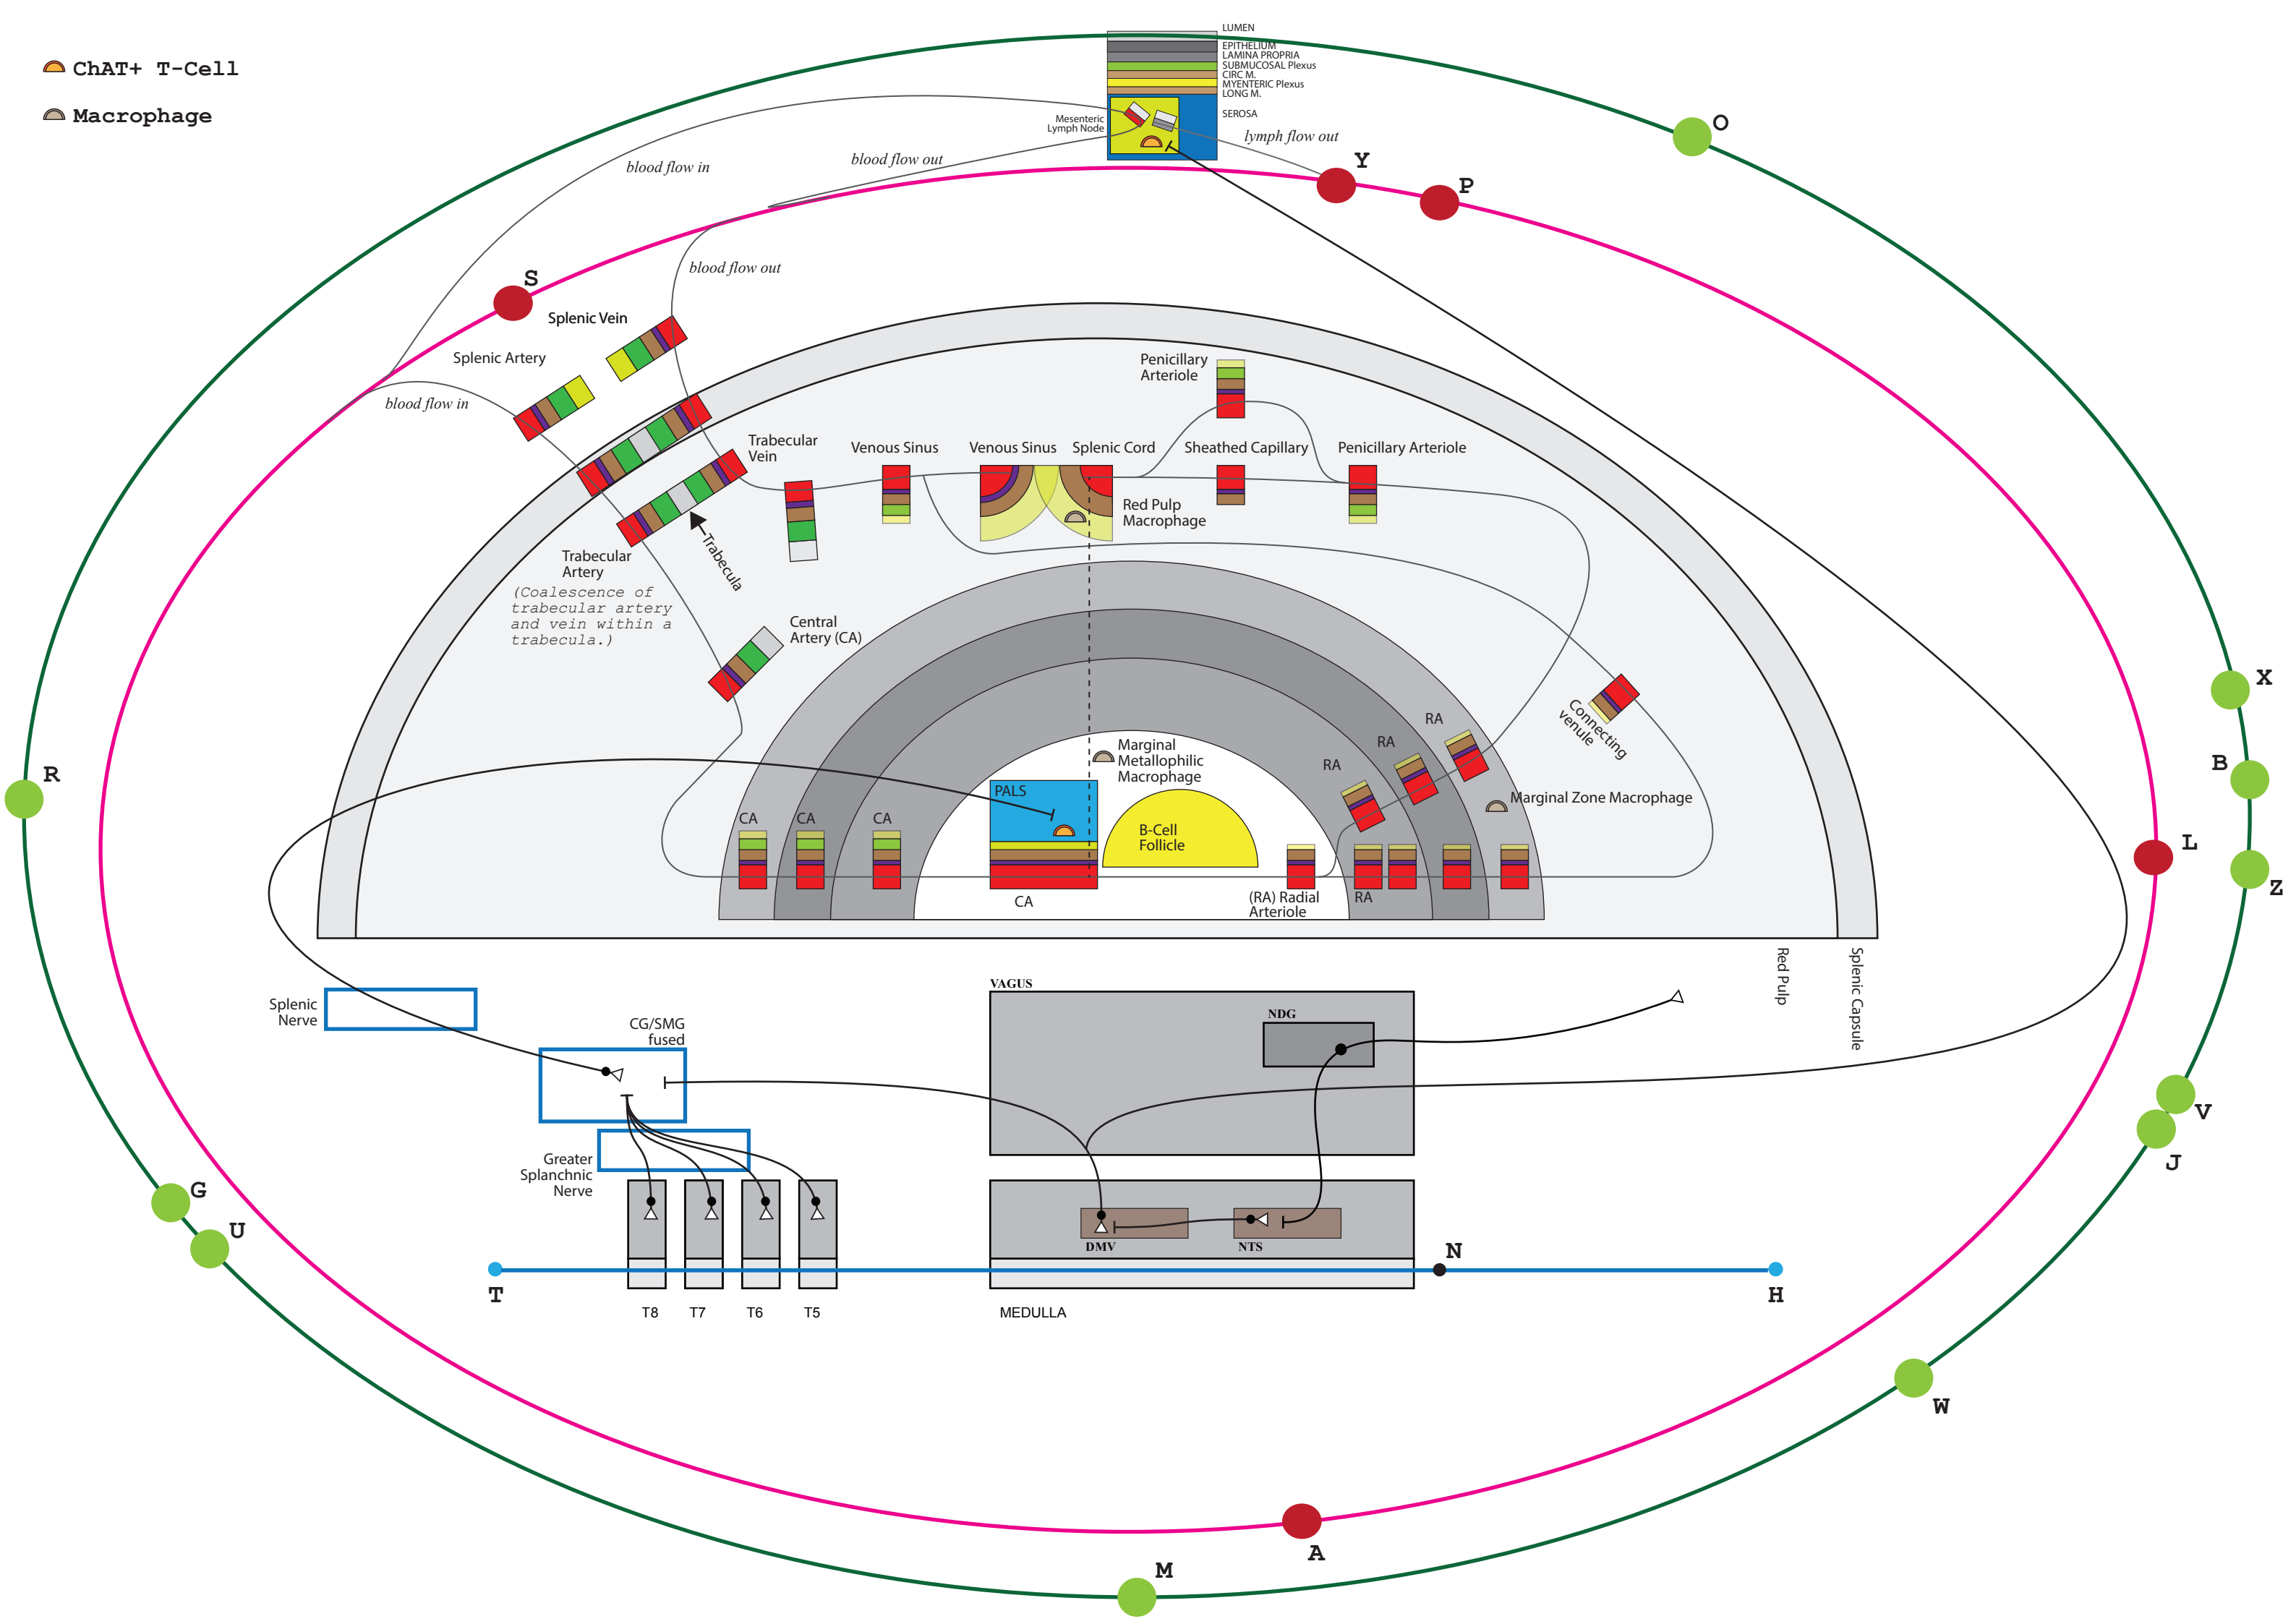 LUMEN
EPITHELIUM
LAMINA PROPRIA
SUBMUCOSAL Plexus
CIRC M.
MYENTERIC Plexus
LONG M.
SEROSA
ChAT+ T-Cell
Macrophage
Mesenteric
Lymph Node
lymph flow out
blood flow in
blood flow out
O
Y
P
S
blood flow out
Splenic Vein
Splenic Artery
blood flow in
Penicillary
Arteriole
Trabecular
Vein
Venous Sinus
Venous Sinus
Splenic Cord
Sheathed Capillary
Penicillary Arteriole
Red Pulp
Macrophage
Trabecula
Trabecular
Artery
(Coalescence of
trabecular artery
and vein within a
trabecula.)
Central
Artery (CA)
Connecting
venule
X
RA
RA
RA
R
B
Marginal
Metallophilic
Macrophage
PALS
Marginal Zone Macrophage
CA
CA
CA
B-Cell
Follicle
L
Z
CA
(RA) Radial
Arteriole
RA
Red Pulp
Splenic Capsule
VAGUS
Splenic
Nerve
NDG
CG/SMG
fused
V
J
Greater
Splanchnic
Nerve
G
U
DMV
NTS
N
T
H
T8
T7
T6
T5
MEDULLA
W
A
M